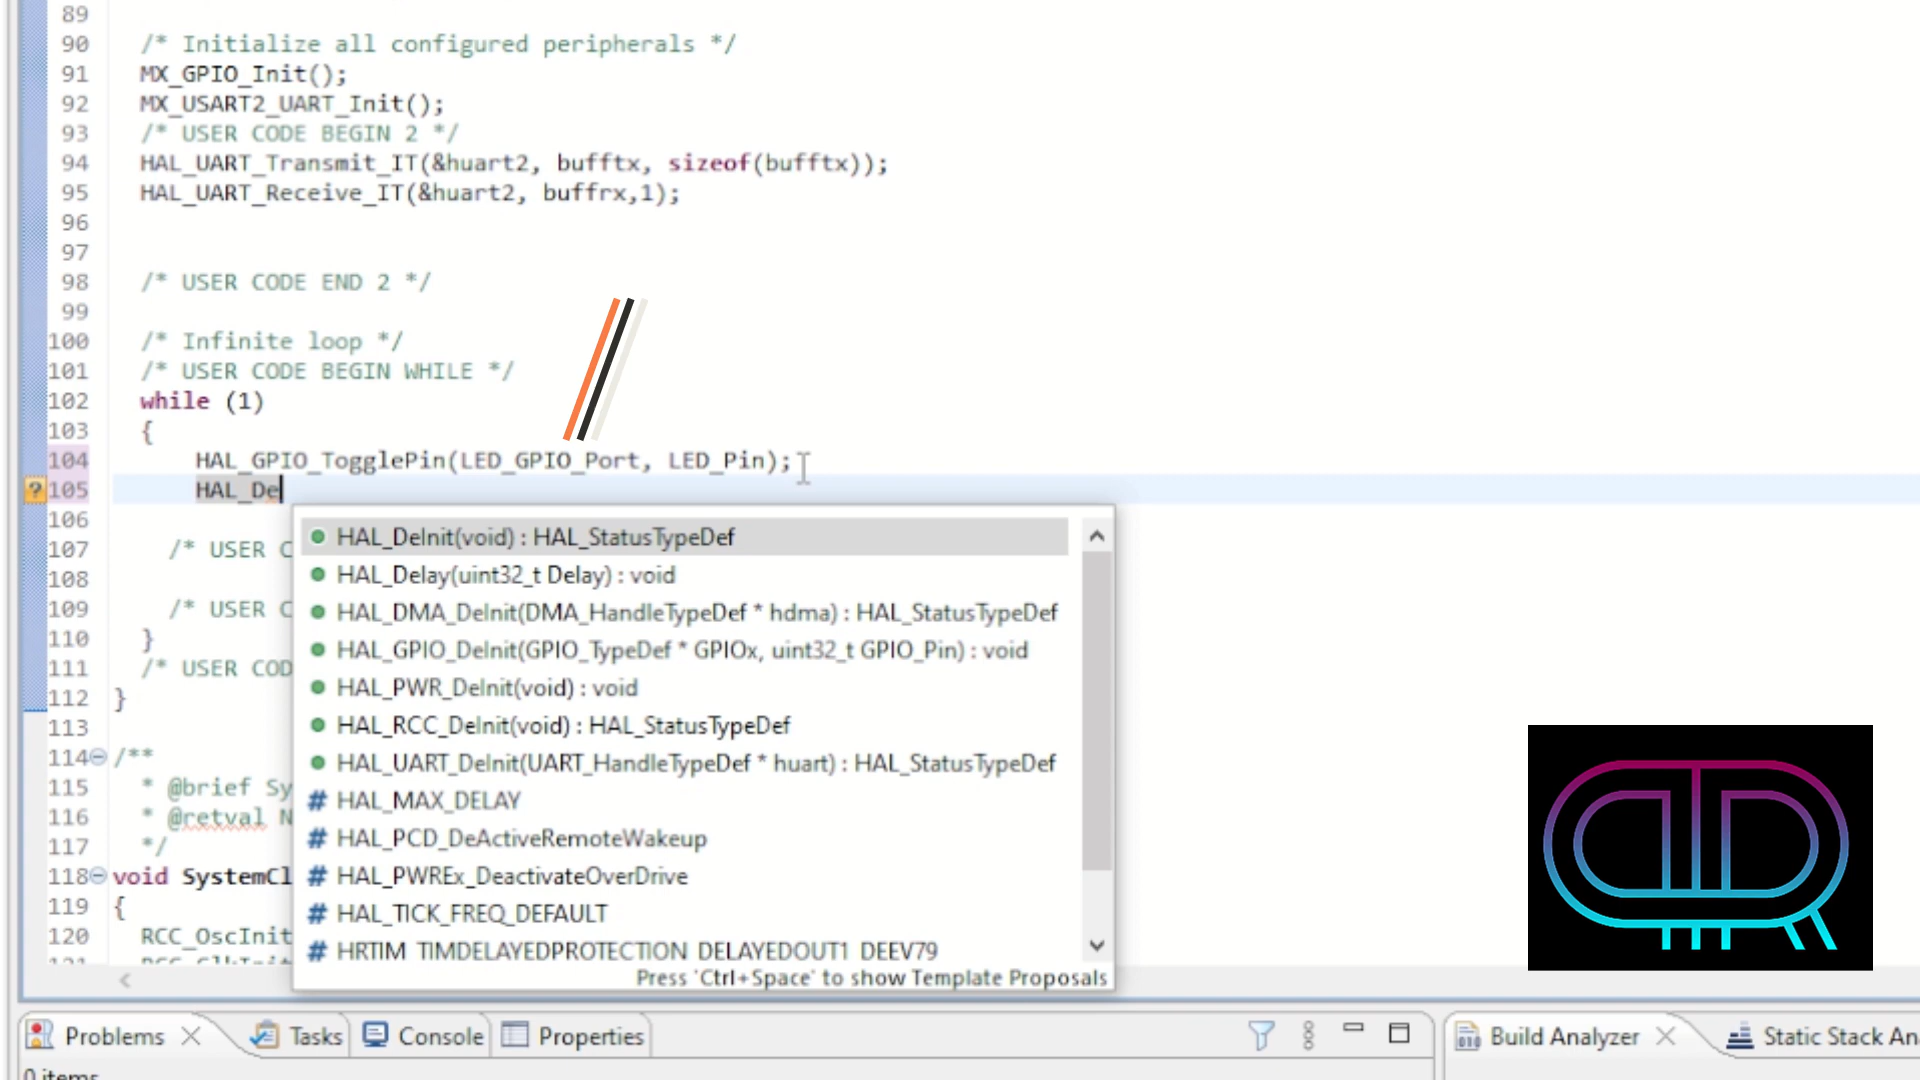 89
90 /* Initialize all configured peripherals */
91 MX_GPIO_Init();
92 MX_USART2_UART_Init();
93 /* USER CODE BEGIN 2 */
94 HAL_UART_Transmit_IT(&huart2, bufftx, sizeof(bufftx));
95 HAL_UART_Receive_IT(&huart2, buffrx,1);
96
97
98 /* USER CODE END 2 */
99
100 /* Infinite loop */
101 /* USER CODE BEGIN WHILE */
102 while (1)
103 {
104 HAL_GPIO_TogglePin(LED_GPIO_Port, LED_Pin);
105 HAL_De
106
107 /* USER C
108
109 /* USER C
110 }
111 /* USER COD
112 }
113
114 /**
115 * @brief Sy
116 * @retval N
117 */
118 void SystemCl
119 {
120 RCC_OscInit
HAL_DeInit(void) : HAL_StatusTypeDef
HAL_Delay(uint32_t Delay) : void
HAL_DMA_DeInit(DMA_HandleTypeDef * hdma) : HAL_StatusTypeDef
HAL_GPIO_DeInit(GPIO_TypeDef * GPIOx, uint32_t GPIO_Pin) : void
HAL_PWR_DeInit(void) : void
HAL_RCC_DeInit(void) : HAL_StatusTypeDef
HAL_UART_DeInit(UART_HandleTypeDef * huart) : HAL_StatusTypeDef
# HAL_MAX_DELAY
# HAL_PCD_DeActiveRemoteWakeup
# HAL_PWREx_DeactivateOverDrive
# HAL_TICK_FREQ_DEFAULT
# HRTIM_TIMDELAYEDPROTECTION_DELAYEDOUT1_DEEV79
Press 'Ctrl+Space' to show Template Proposals
Problems Tasks Console Properties
Build Analyzer Static Stack An
0 items